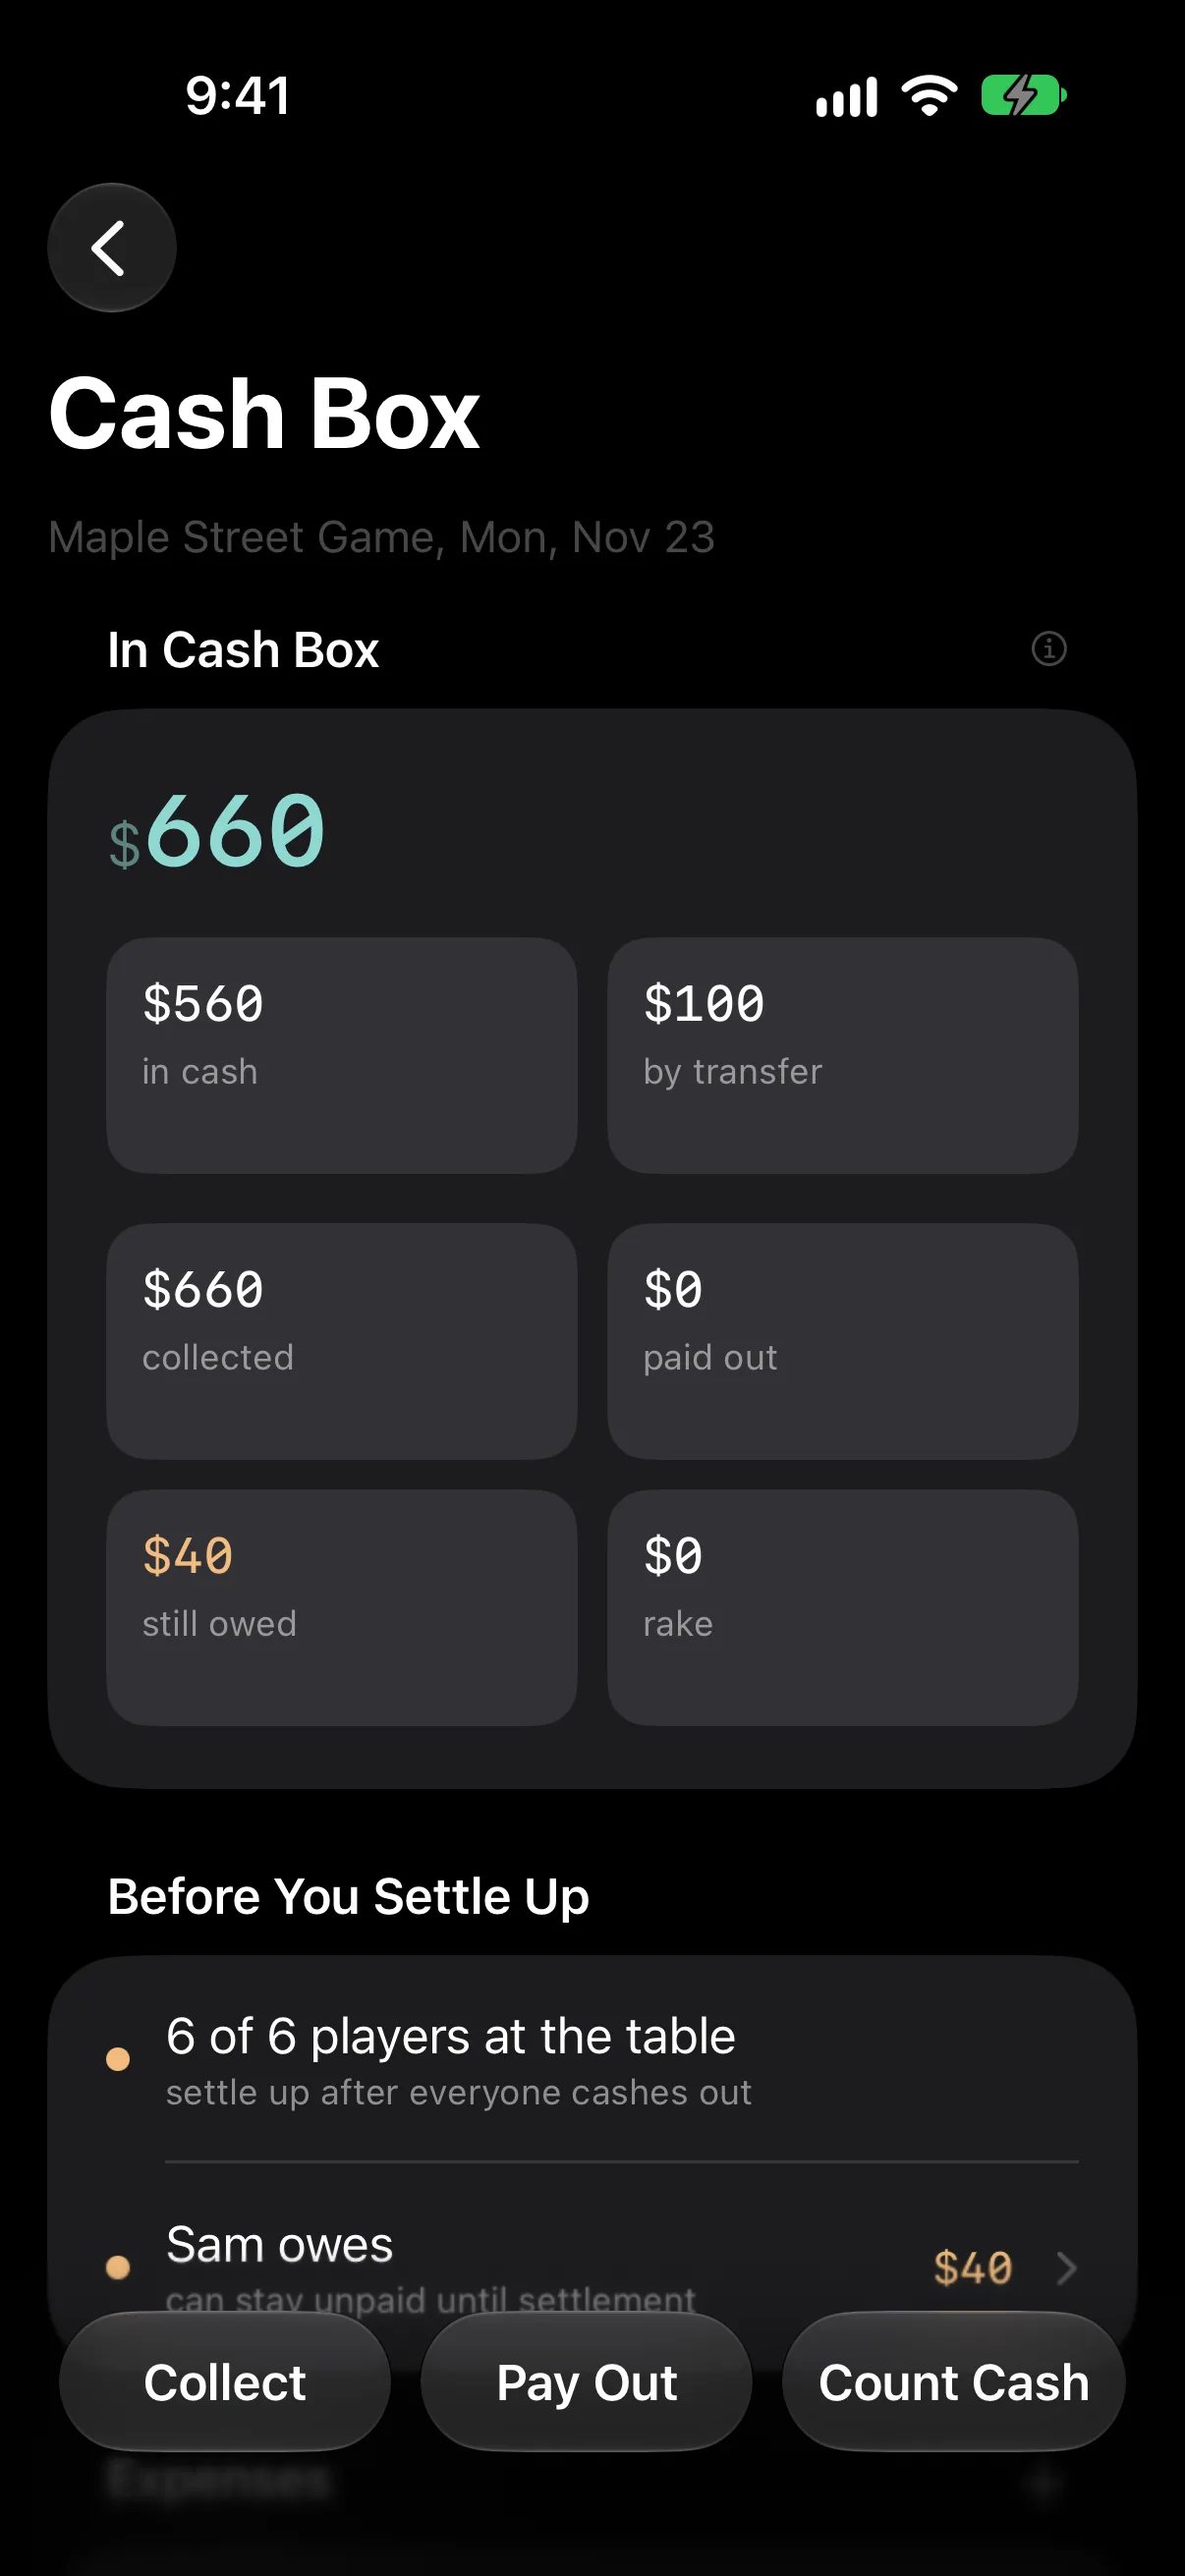 9:41
Cash Box
Maple Street Game, Mon, Nov 23
In Cash Box
$660
$560
in cash
$100
by transfer
$660
collected
$0
paid out
$40
still owed
$0
rake
Before You Settle Up
6 of 6 players at the table
settle up after everyone cashes out
Sam owes
$40
can stay unpaid until settlement
Collect
Pay Out
Count Cash
Expenses